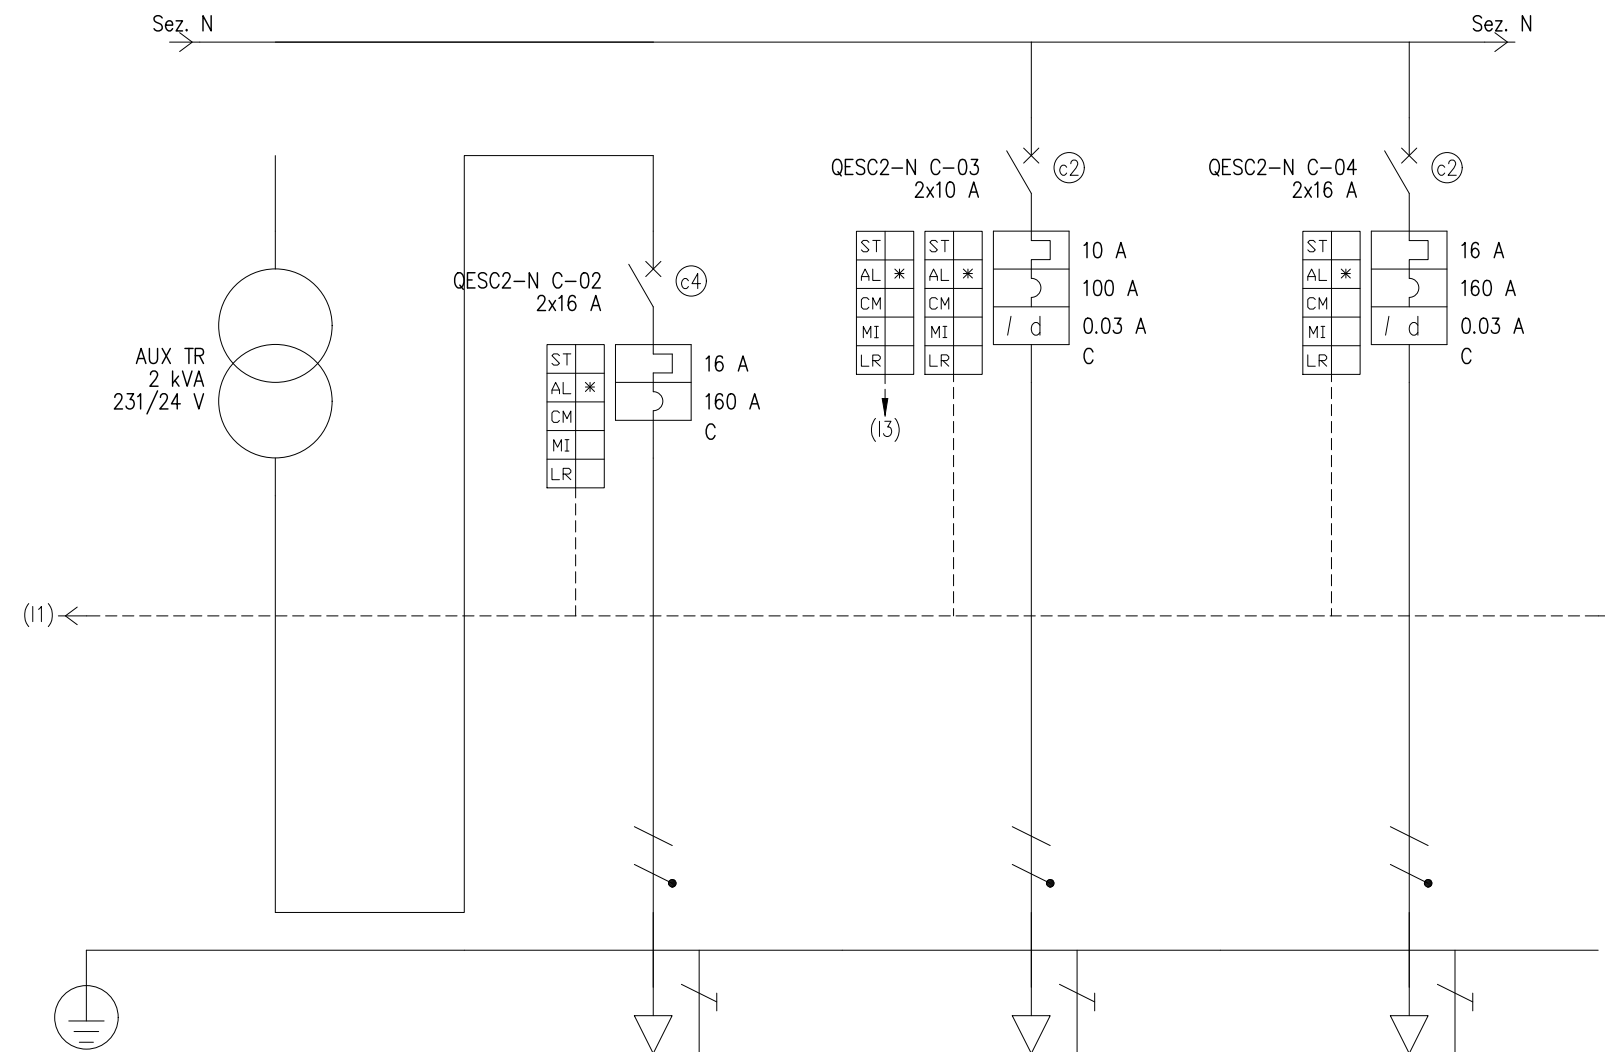 Sez. N
Sez. N
QESC2-N C-03
2x10 A
c2
QESC2-N C-04
2x16 A
c2
ST
AL *
CM
MI
LR
ST
AL *
CM
MI
LR
10 A
100 A
I d 0.03 A
C
ST
AL *
CM
MI
LR
16 A
160 A
I d 0.03 A
C
QESC2-N C-02
2x16 A
c4
AUX TR
2 kVA
231/24 V
ST
AL *
CM
MI
LR
16 A
160 A
C
(I3)
(I1)